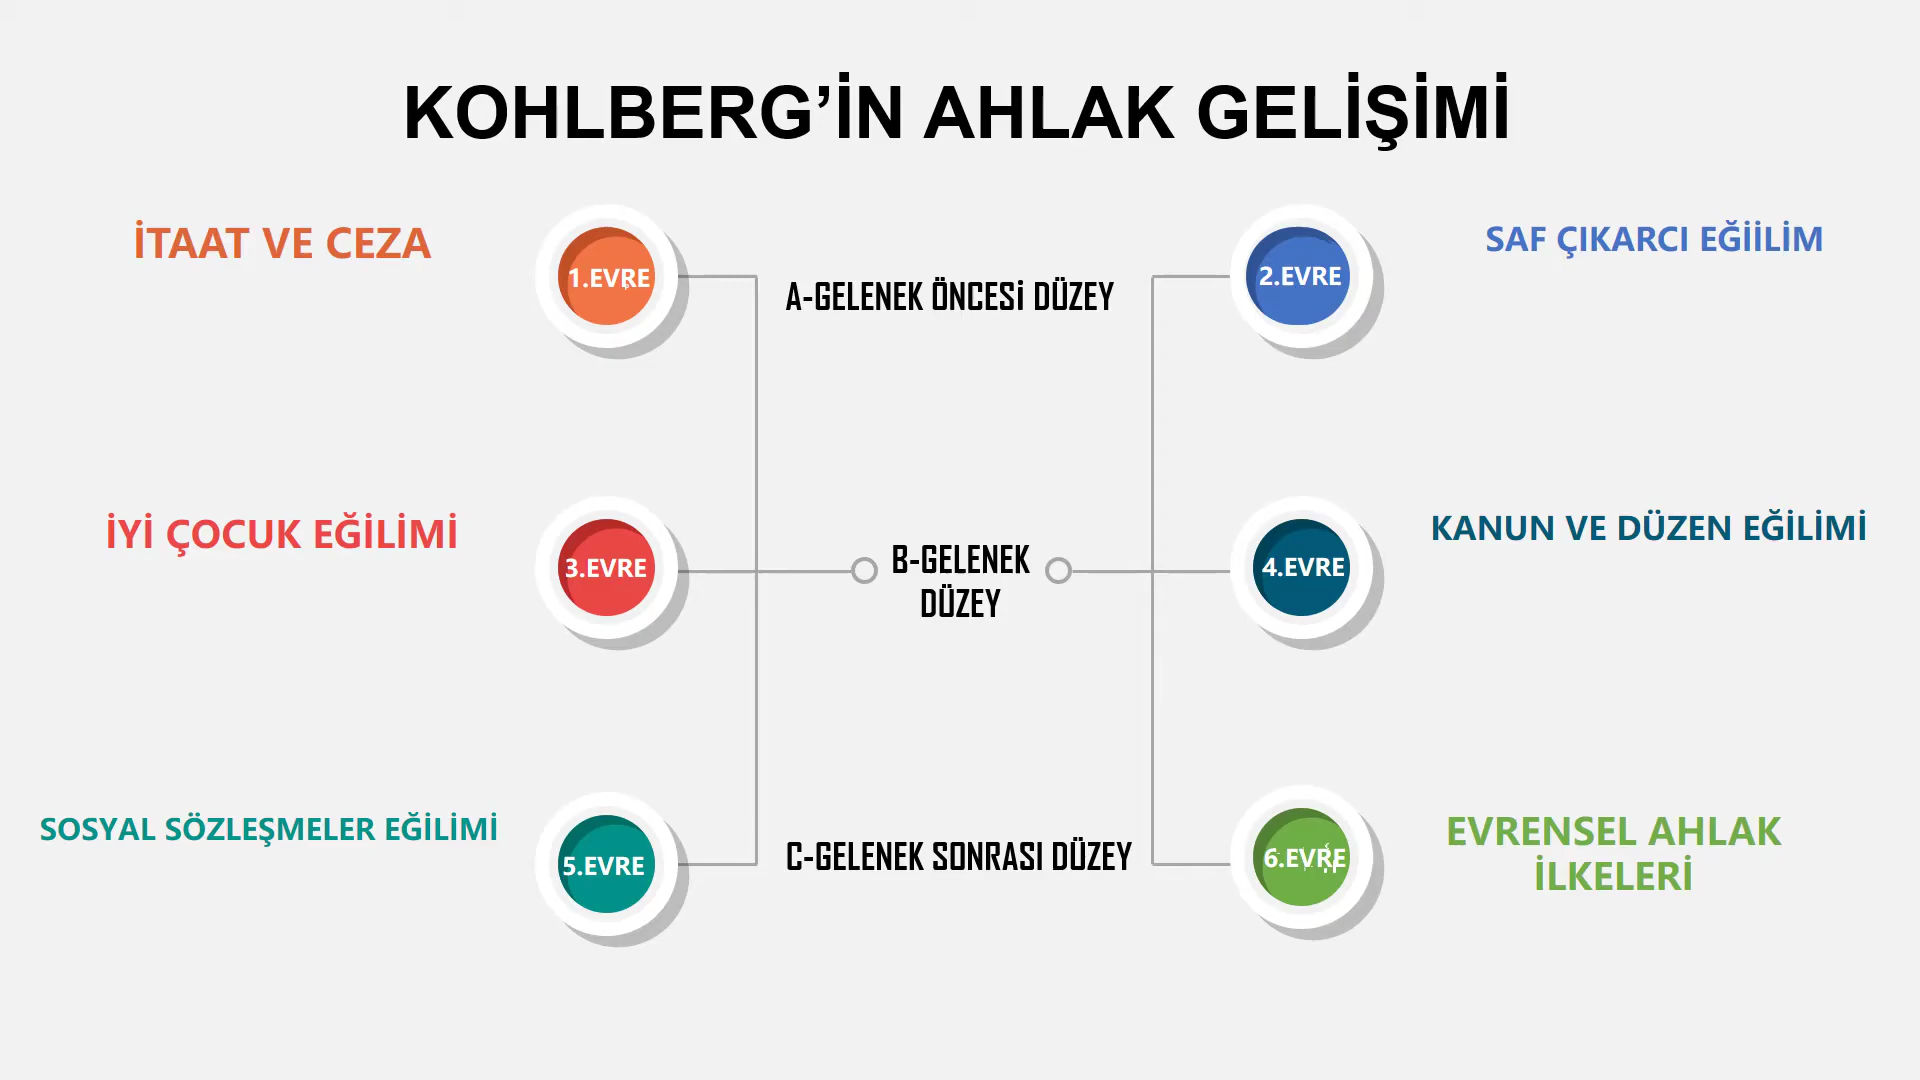 KOHLBERG’İN AHLAK GELİŞİMİ
İTAAT VE CEZA
1.EVRE
A-GELENEK ÖNCESİ DÜZEY
2.EVRE
SAF ÇIKARCI EĞİİLİM
İYİ ÇOCUK EĞİLİMİ
3.EVRE
B-GELENEK
DÜZEY
4.EVRE
KANUN VE DÜZEN EĞİLİMİ
SOSYAL SÖZLEŞMELER EĞİLİMİ
5.EVRE
C-GELENEK SONRASI DÜZEY
6.EVRE
EVRENSEL AHLAK
İLKELERİ